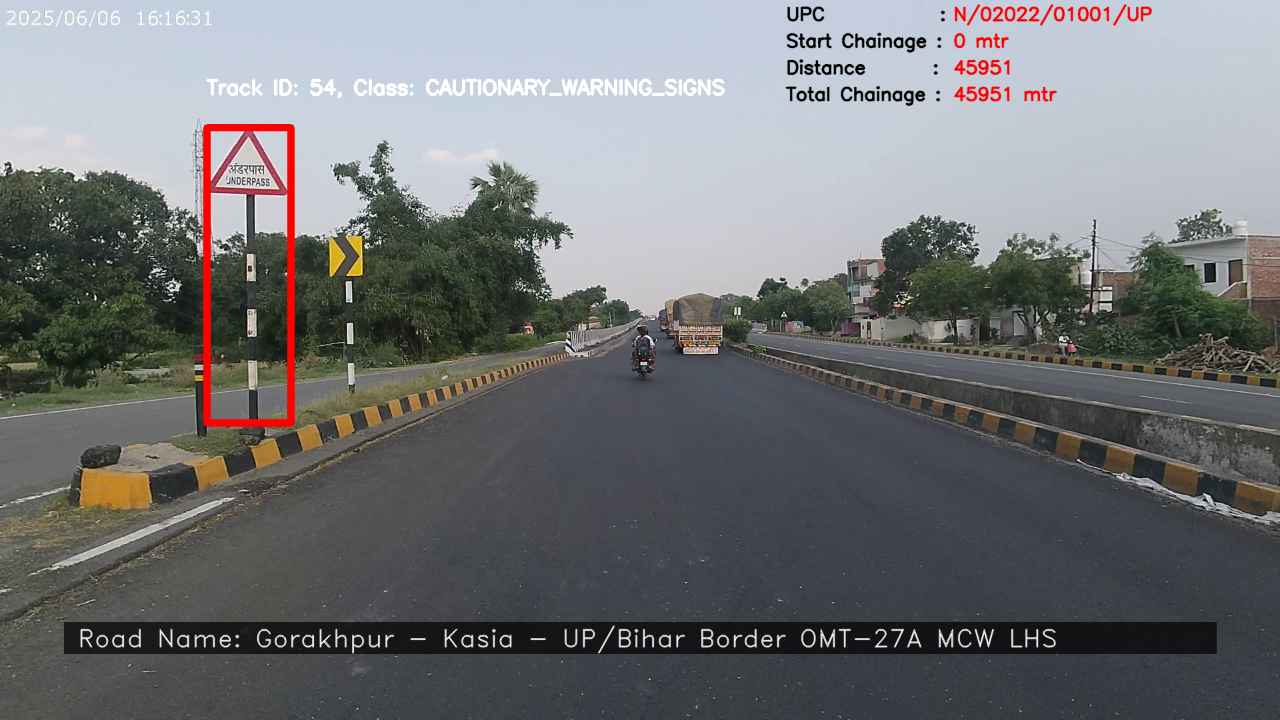 2025/06/06 16:16:31
UPC : N/02022/01001/UP
Start Chainage : 0 mtr
Distance : 45951
Total Chainage : 45951 mtr
Track ID: 54, Class: CAUTIONARY_WARNING_SIGNS
अंडरपास
UNDERPASS
Road Name: Gorakhpur - Kasia - UP/Bihar Border OMT-27A MCW LHS